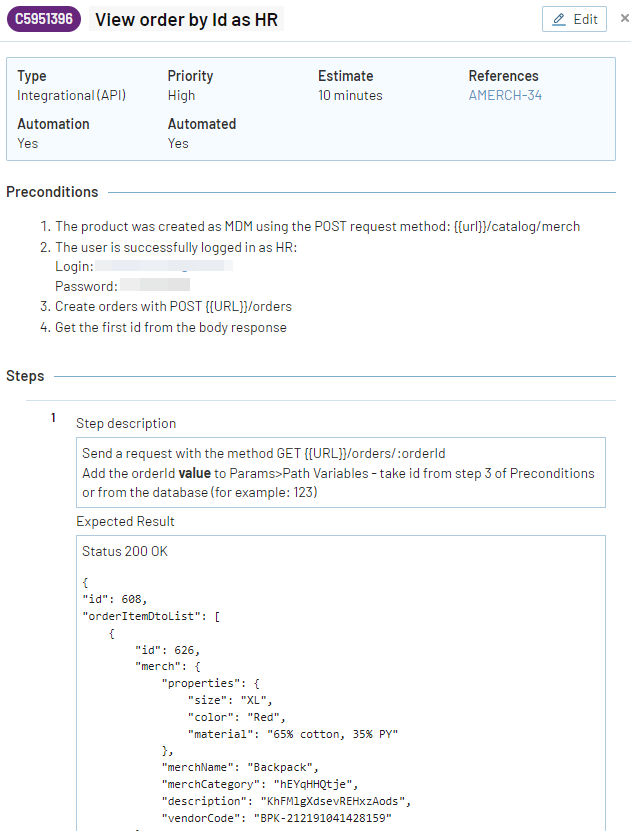 C5951396 View order by Id as HR Edit ×
Type Priority Estimate References
Integrational (API) High 10 minutes AMERCH-34
Automation Automated
Yes Yes
Preconditions
1. The product was created as MDM using the POST request method: {{url}}/catalog/merch
2. The user is successfully logged in as HR:
Login:
Password:
3. Create orders with POST {{URL}}/orders
4. Get the first id from the body response
Steps
1 Step description
Send a request with the method GET {{URL}}/orders/:orderId
Add the orderId value to Params>Path Variables - take id from step 3 of Preconditions
or from the database (for example: 123)
Expected Result
Status 200 OK
{
"id": 608,
"orderItemDtoList": [
{
"id": 626,
"merch": {
"properties": {
"size": "XL",
"color": "Red",
"material": "65% cotton, 35% PY"
},
"merchName": "Backpack",
"merchCategory": "hEYqHHQtje",
"description": "KhFMlgXdsevREHxzAods",
"vendorCode": "BPK-212191041428159"